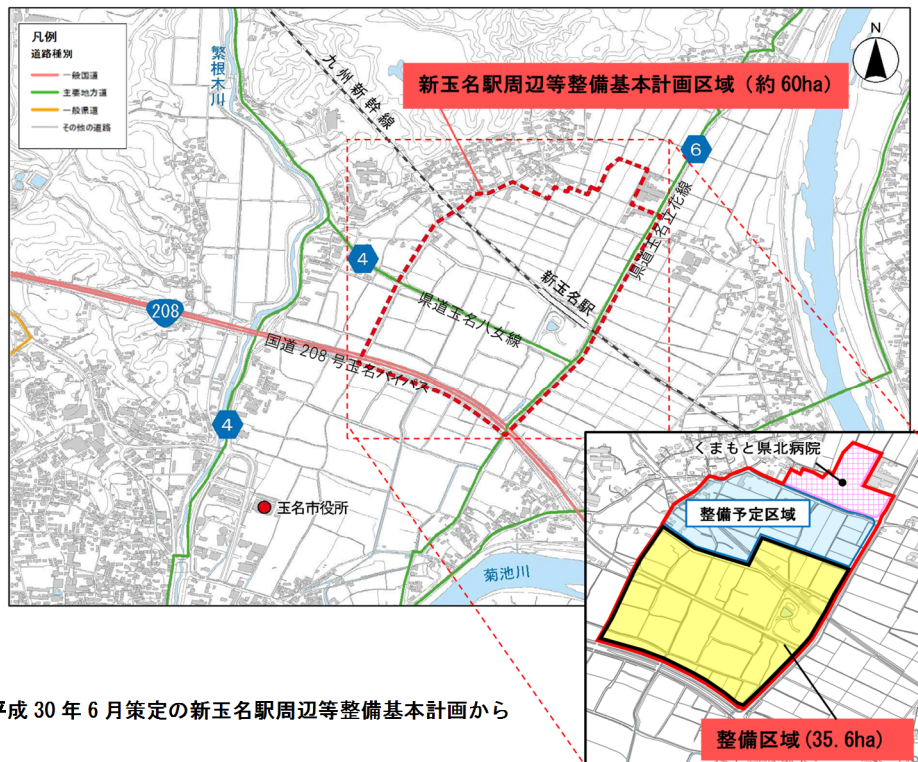 凡例
道路種別
一般国道
主要地方道
一般県道
その他の道路
繁根木川
九州新幹線
新玉名駅周辺等整備基本計画区域（約60ha）
N
6
県道玉名立花線
4
新玉名駅
県道玉名八女線
208
国道208号玉名バイパス
4
玉名市役所
菊池川
くまもと県北病院
整備予定区域
整備区域(35.6ha)
平成30年6月策定の新玉名駅周辺等整備基本計画から